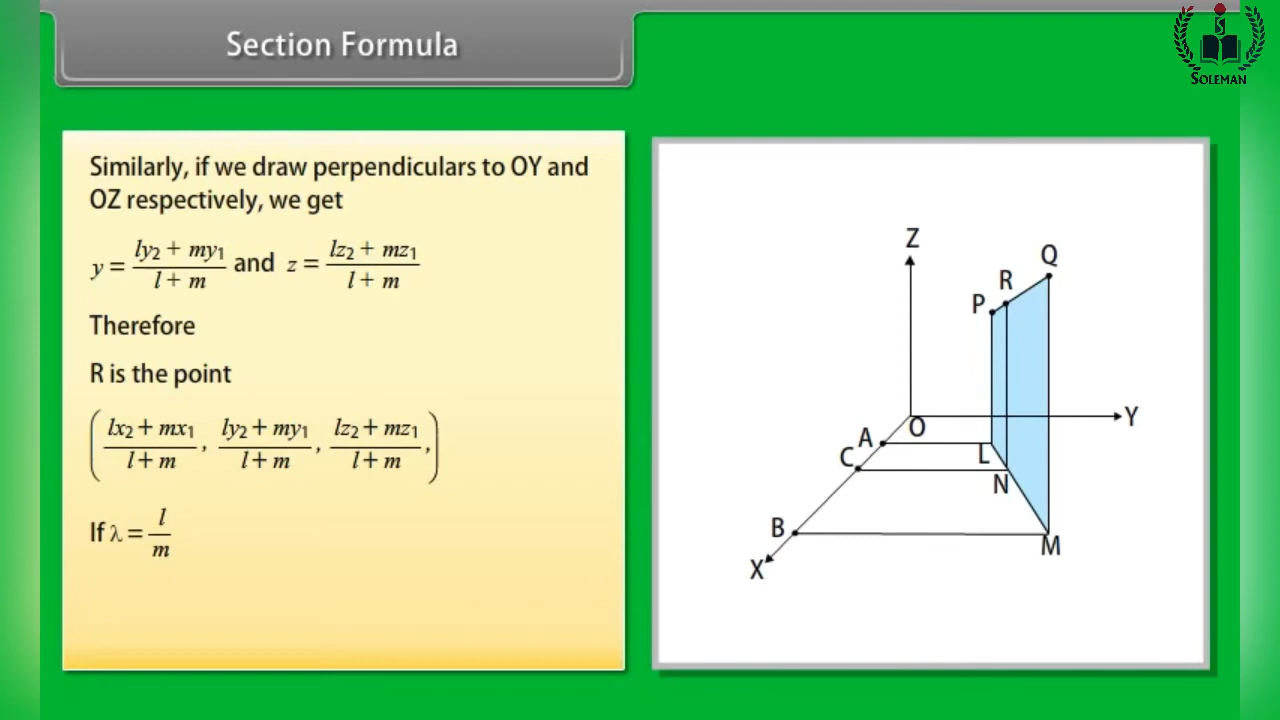 Section Formula
SOLEMAN
Similarly, if we draw perpendiculars to OY and
OZ respectively, we get
y = (ly₂ + my₁)/(l + m) and z = (lz₂ + mz₁)/(l + m)
Therefore
R is the point
((lx₂ + mx₁)/(l + m), (ly₂ + my₁)/(l + m), (lz₂ + mz₁)/(l + m),)
If λ = l/m
Z
Q
R
P
Y
O
A
L
C
N
B
M
X